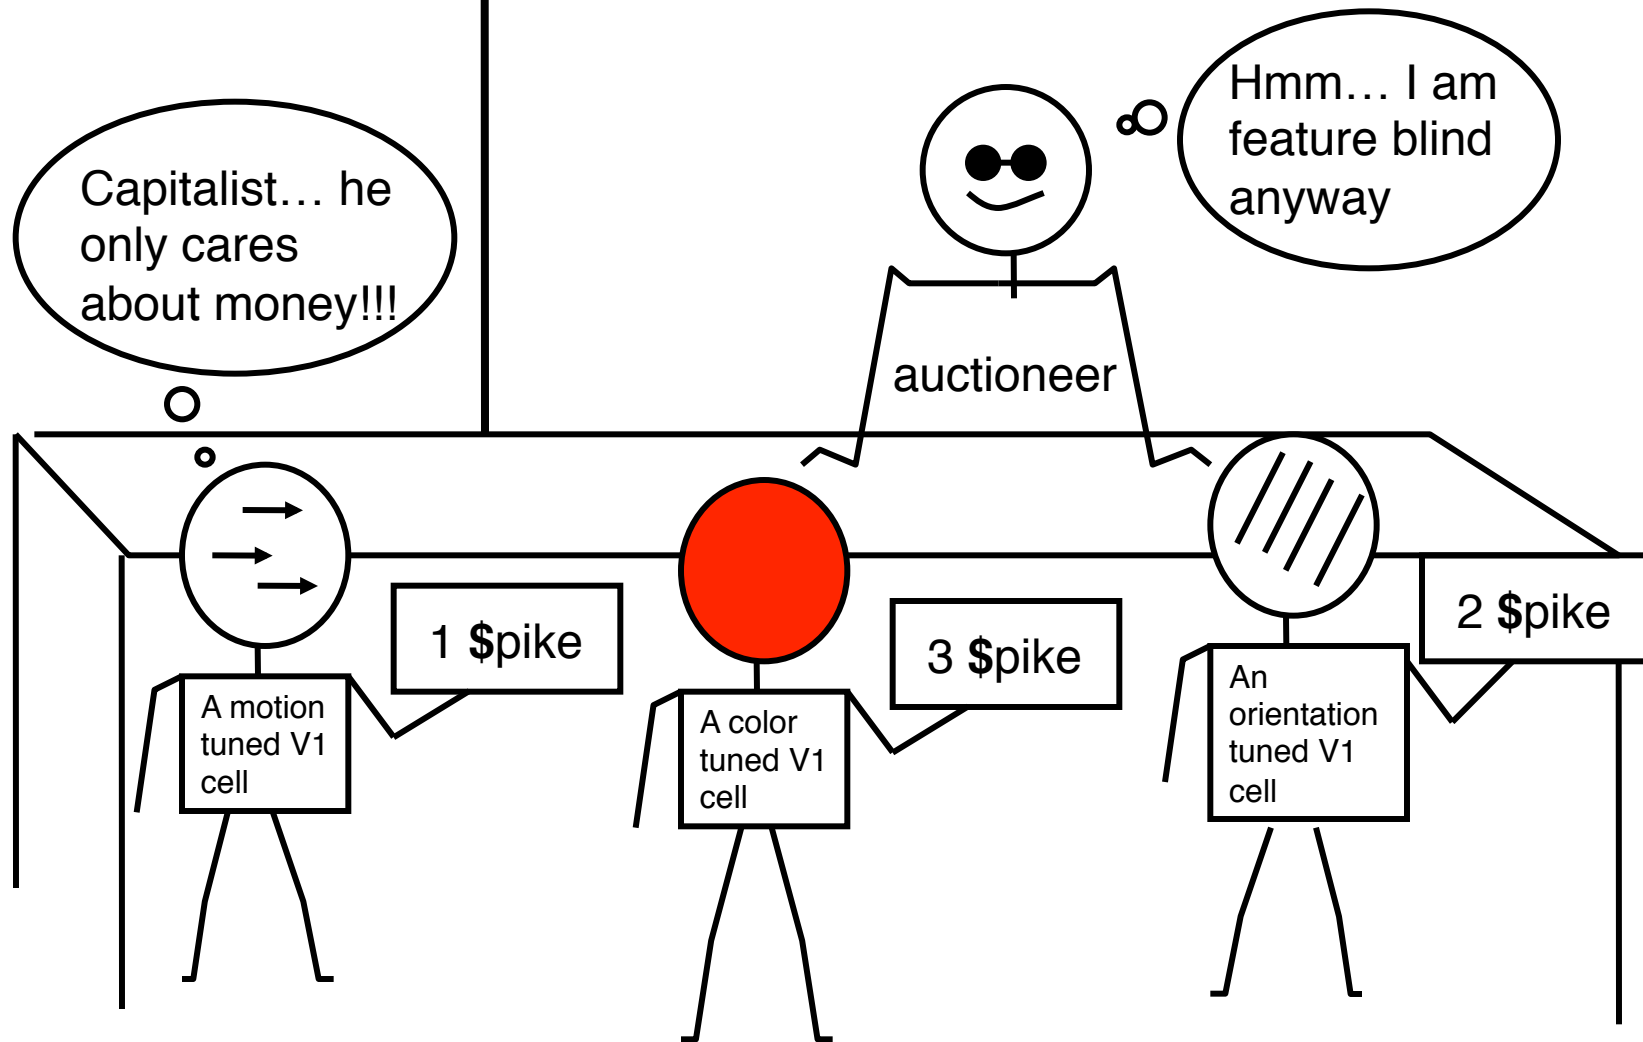 Capitalist... he
only cares
about money!!!
Hmm... I am
feature blind
anyway
auctioneer
1 $pike
3 $pike
2 $pike
A motion
tuned V1
cell
A color
tuned V1
cell
An
orientation
tuned V1
cell